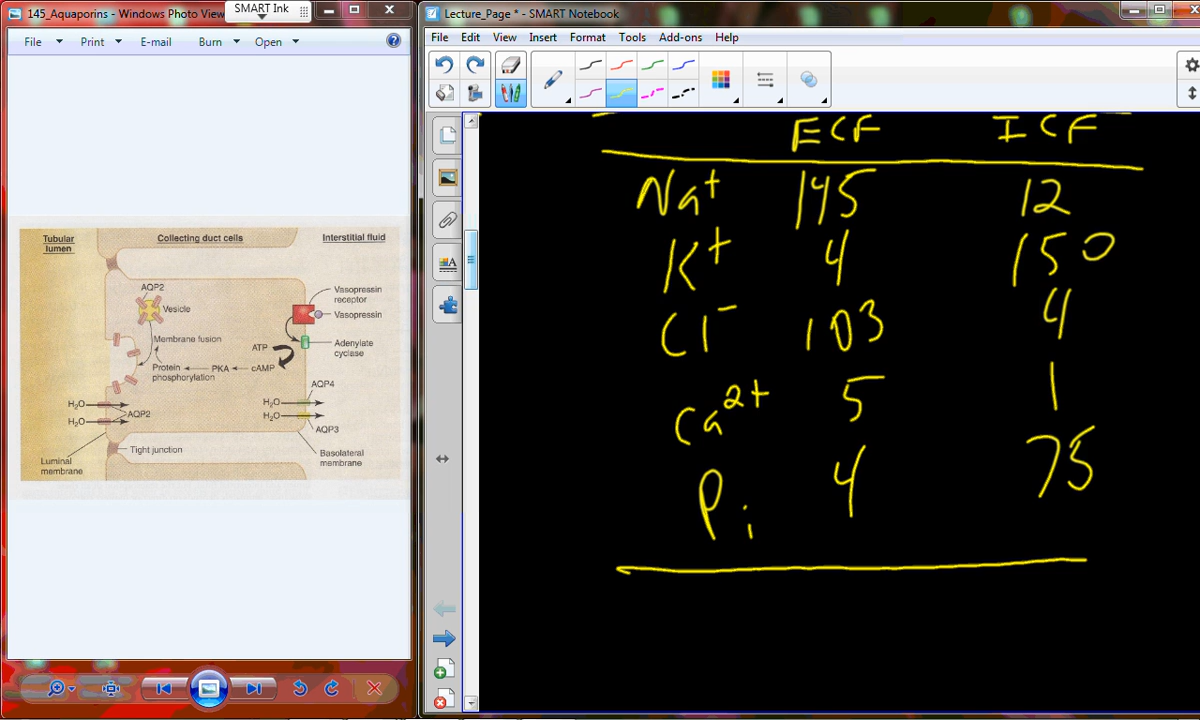 145_Aquaporins - Windows Photo View
SMART Ink
File Print E-mail Burn Open
Tubular lumen
Collecting duct cells
Interstitial fluid
AQP2
Vesicle
Vasopressin receptor
Vasopressin
Membrane fusion
ATP
Adenylate cyclase
Protein phosphorylation
PKA
cAMP
AQP4
H₂O
H₂O
AQP2
H₂O
H₂O
AQP3
Tight junction
Luminal membrane
Basolateral membrane
Lecture_Page * - SMART Notebook
File Edit View Insert Format Tools Add-ons Help
ECF ICF
Na⁺ 145 12
K⁺ 4 150
Cl⁻ 103 4
Ca²⁺ 5 1
Pi 4 75